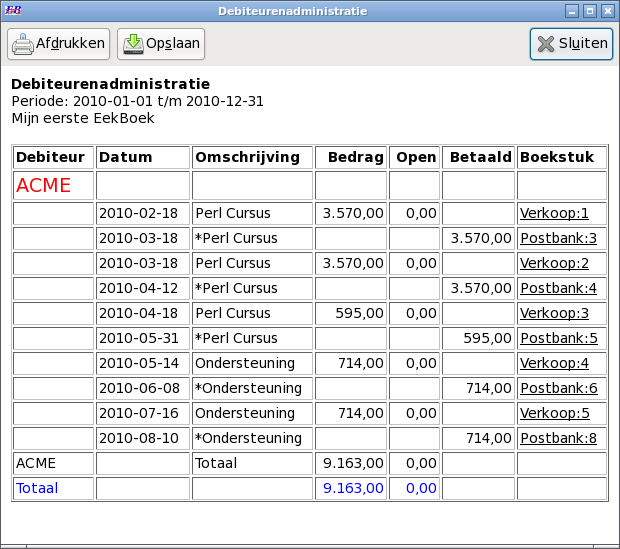 EB Debiteurenadministratie
Afdrukken Opslaan Sluiten
Debiteurenadministratie
Periode: 2010-01-01 t/m 2010-12-31
Mijn eerste EekBoek
Debiteur Datum Omschrijving Bedrag Open Betaald Boekstuk
ACME
2010-02-18 Perl Cursus 3.570,00 0,00 Verkoop:1
2010-03-18 *Perl Cursus 3.570,00 Postbank:3
2010-03-18 Perl Cursus 3.570,00 0,00 Verkoop:2
2010-04-12 *Perl Cursus 3.570,00 Postbank:4
2010-04-18 Perl Cursus 595,00 0,00 Verkoop:3
2010-05-31 *Perl Cursus 595,00 Postbank:5
2010-05-14 Ondersteuning 714,00 0,00 Verkoop:4
2010-06-08 *Ondersteuning 714,00 Postbank:6
2010-07-16 Ondersteuning 714,00 0,00 Verkoop:5
2010-08-10 *Ondersteuning 714,00 Postbank:8
ACME Totaal 9.163,00 0,00
Totaal 9.163,00 0,00